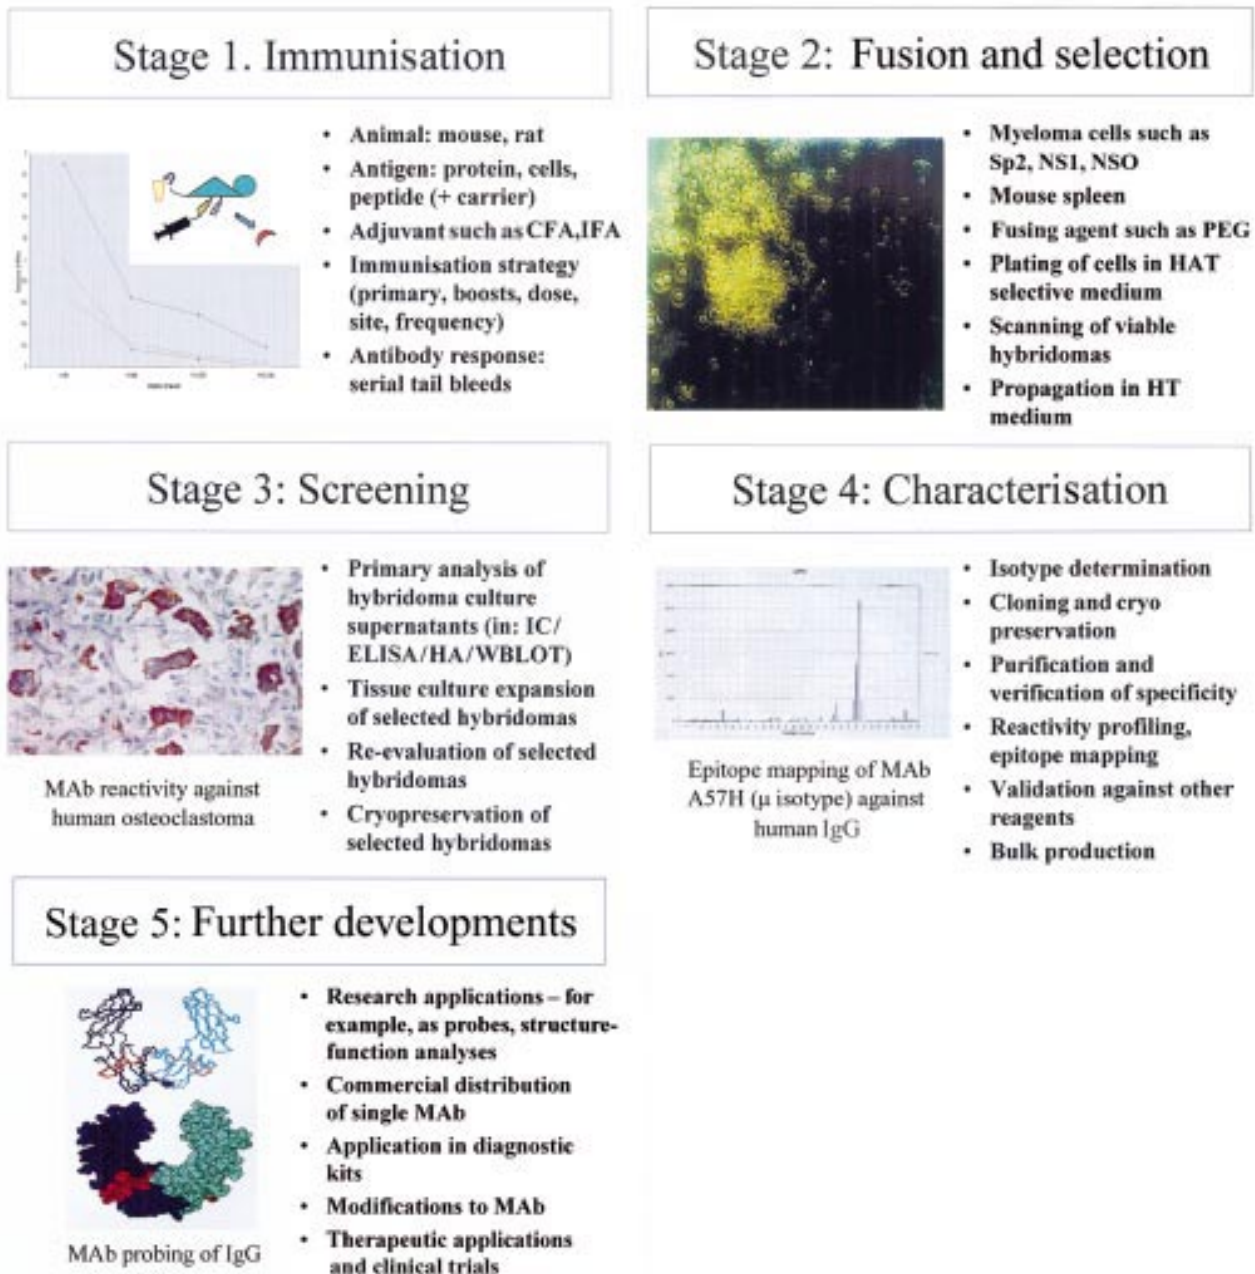 Stage 1. Immunisation
• Animal: mouse, rat
• Antigen: protein, cells,
peptide (+ carrier)
• Adjuvant such as CFA,IFA
• Immunisation strategy
(primary, boosts, dose,
site, frequency)
• Antibody response:
serial tail bleeds
Stage 2: Fusion and selection
• Myeloma cells such as
Sp2, NS1, NSO
• Mouse spleen
• Fusing agent such as PEG
• Plating of cells in HAT
selective medium
• Scanning of viable
hybridomas
• Propagation in HT
medium
Stage 3: Screening
MAb reactivity against
human osteoclastoma
• Primary analysis of
hybridoma culture
supernatants (in: IC/
ELISA/HA/WBLOT)
• Tissue culture expansion
of selected hybridomas
• Re-evaluation of selected
hybridomas
• Cryopreservation of
selected hybridomas
Stage 4: Characterisation
Epitope mapping of MAb
A57H (μ isotype) against
human IgG
• Isotype determination
• Cloning and cryo
preservation
• Purification and
verification of specificity
• Reactivity profiling,
epitope mapping
• Validation against other
reagents
• Bulk production
Stage 5: Further developments
MAb probing of IgG
• Research applications – for
example, as probes, structure-
function analyses
• Commercial distribution
of single MAb
• Application in diagnostic
kits
• Modifications to MAb
• Therapeutic applications
and clinical trials